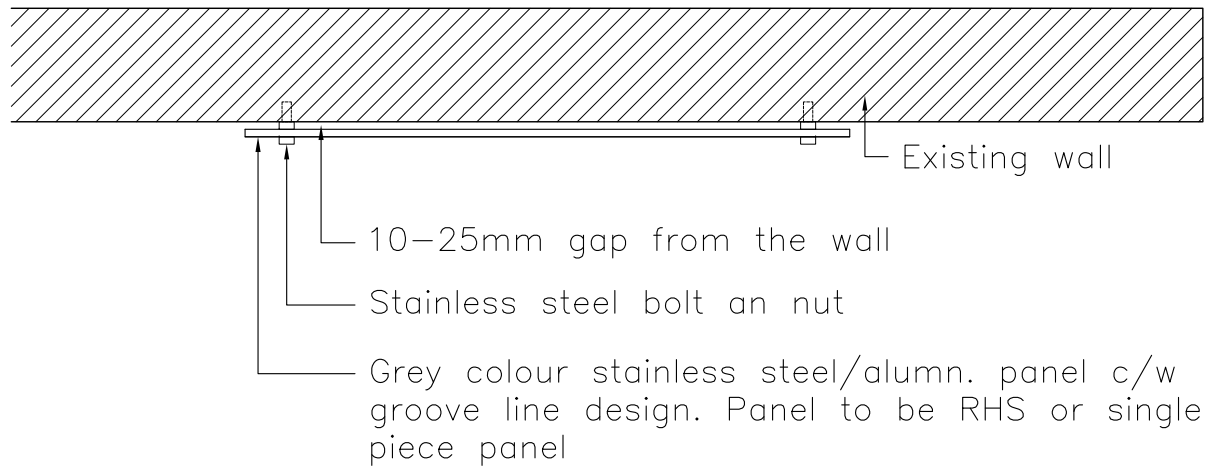 Existing wall
10-25mm gap from the wall
Stainless steel bolt an nut
Grey colour stainless steel/alumn. panel c/w
groove line design. Panel to be RHS or single
piece panel